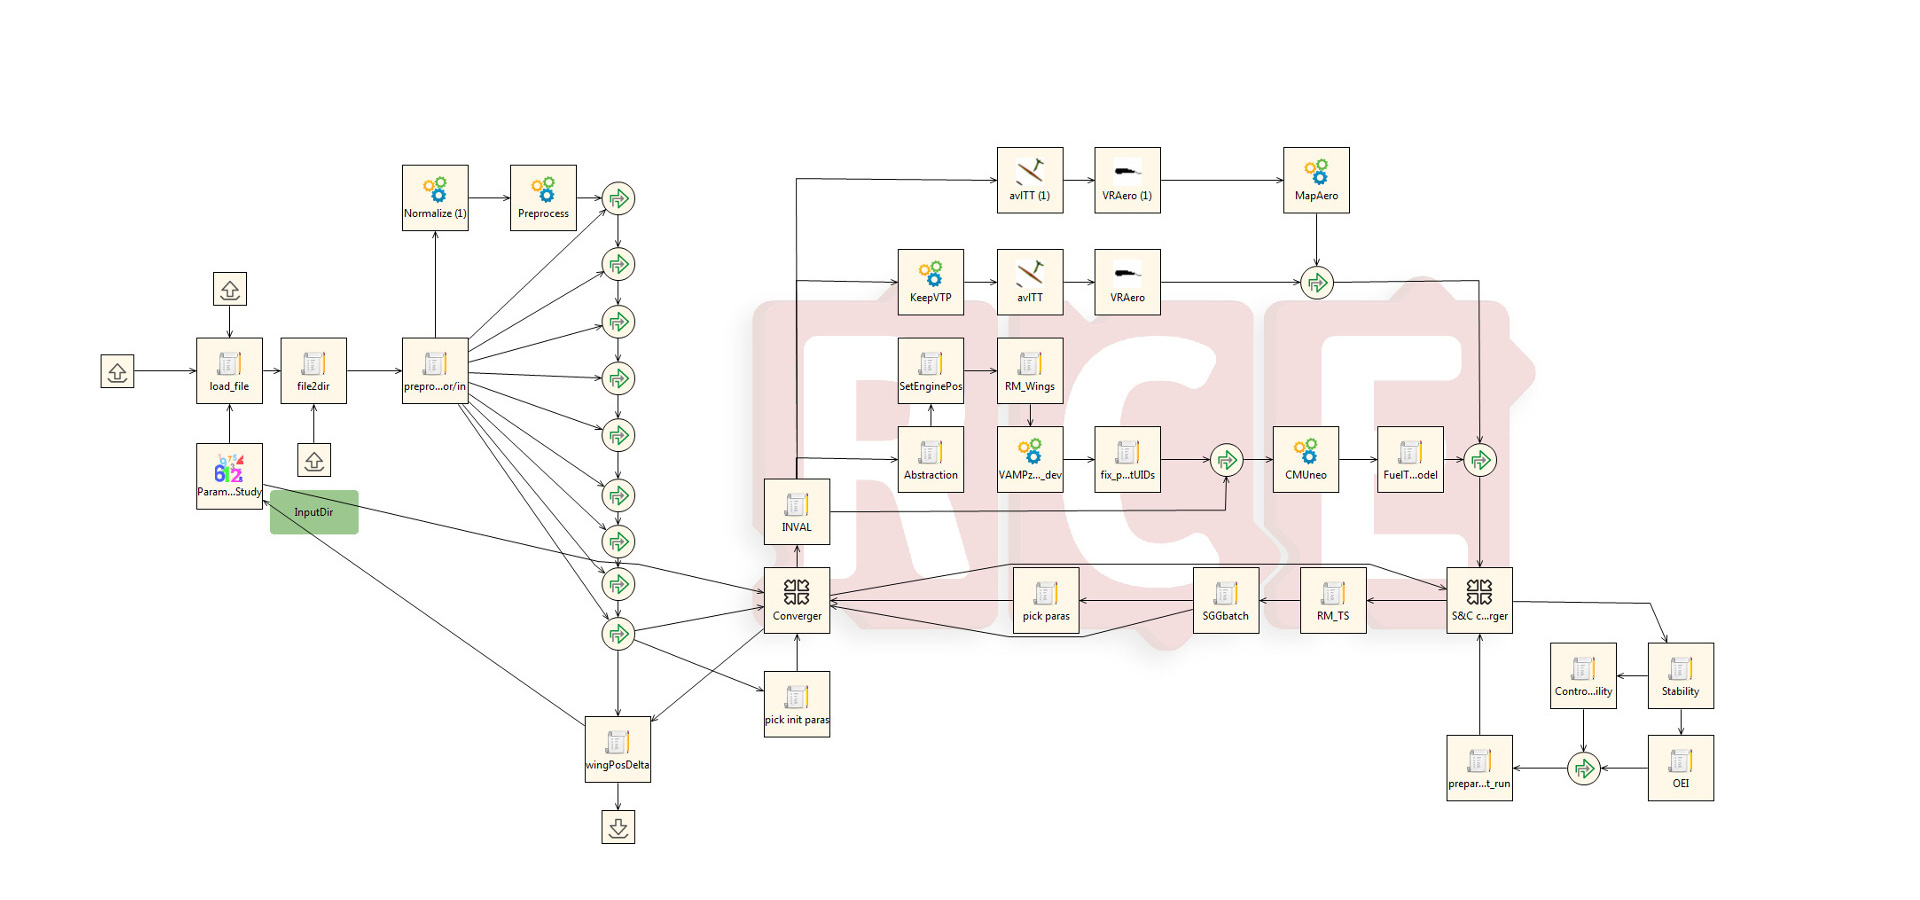 avITT (1)
VRAero (1)
MapAero
Normalize (1)
Preprocess
KeepVTP
avITT
VRAero
load_file
file2dir
prepro...or/in
SetEnginePos
RM_Wings
Param...Study
InputDir
Abstraction
VAMPz..._dev
fix_p...tUIDs
CMUneo
FuelT...odel
INVAL
RCE
Converger
pick paras
SGGbatch
RM_TS
S&C c...rger
pick init paras
Contro...ility
Stability
wingPosDelta
prepar...t_run
OEI